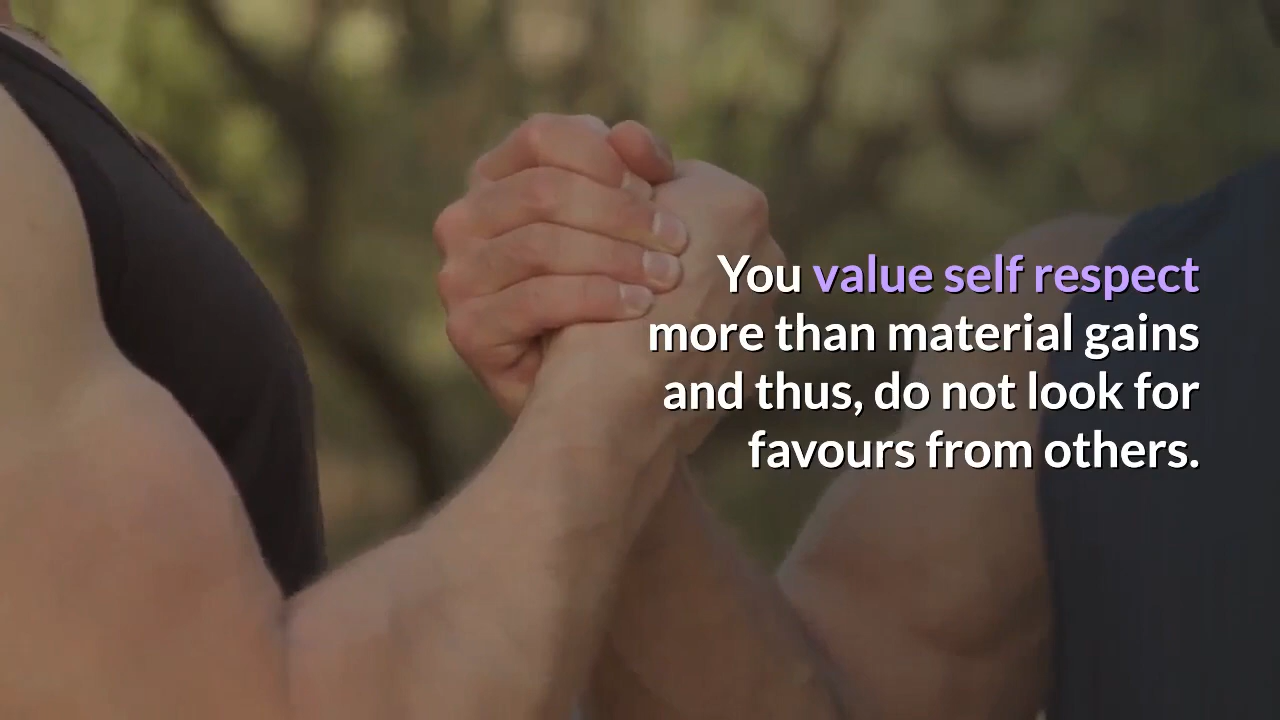 You value self respect
more than material gains
and thus, do not look for
favours from others.